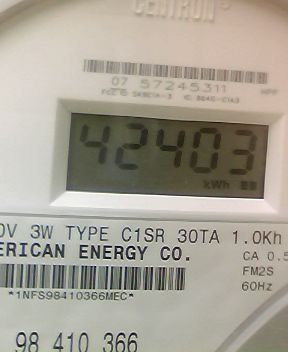 CENTRON®
07 57245311
42403
kWh
0V 3W TYPE C1SR 30TA 1.0Kh
ERICAN ENERGY CO.
CA 0.5
FM2S
*1NFS98410366MEC*
60Hz
98 410 366